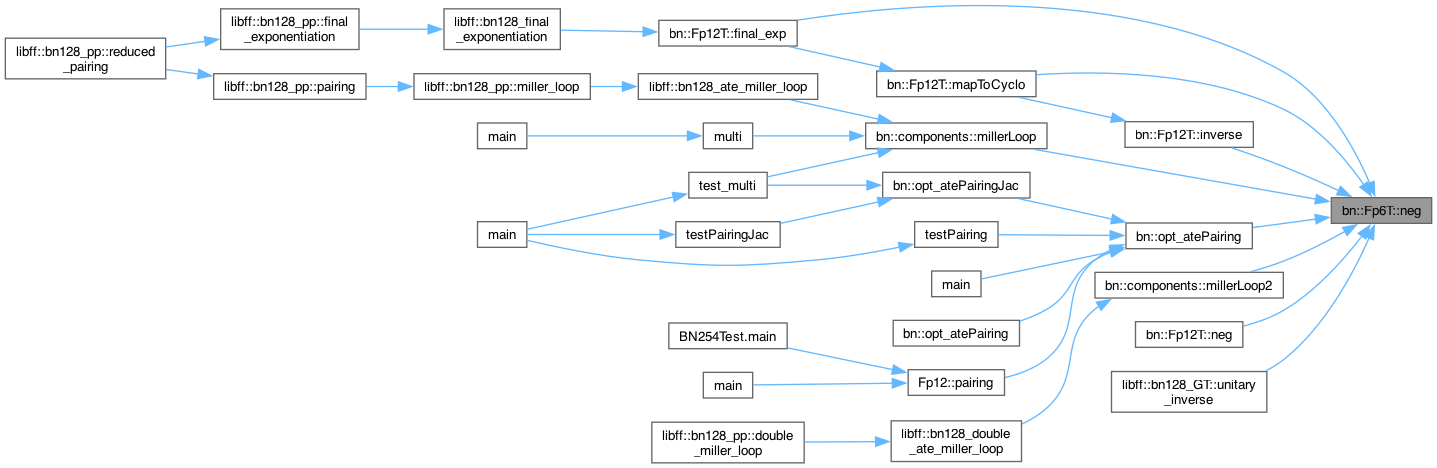 libff::bn128_pp::reduced
_pairing
libff::bn128_pp::final
_exponentiation
libff::bn128_final
_exponentiation
bn::Fp12T::final_exp
libff::bn128_pp::pairing
libff::bn128_pp::miller_loop
libff::bn128_ate_miller_loop
bn::Fp12T::mapToCyclo
main
multi
bn::components::millerLoop
bn::Fp12T::inverse
test_multi
bn::opt_atePairingJac
bn::Fp6T::neg
main
testPairingJac
testPairing
bn::opt_atePairing
main
bn::components::millerLoop2
bn::opt_atePairing
bn::Fp12T::neg
BN254Test.main
main
Fp12::pairing
libff::bn128_GT::unitary
_inverse
libff::bn128_pp::double
_miller_loop
libff::bn128_double
_ate_miller_loop